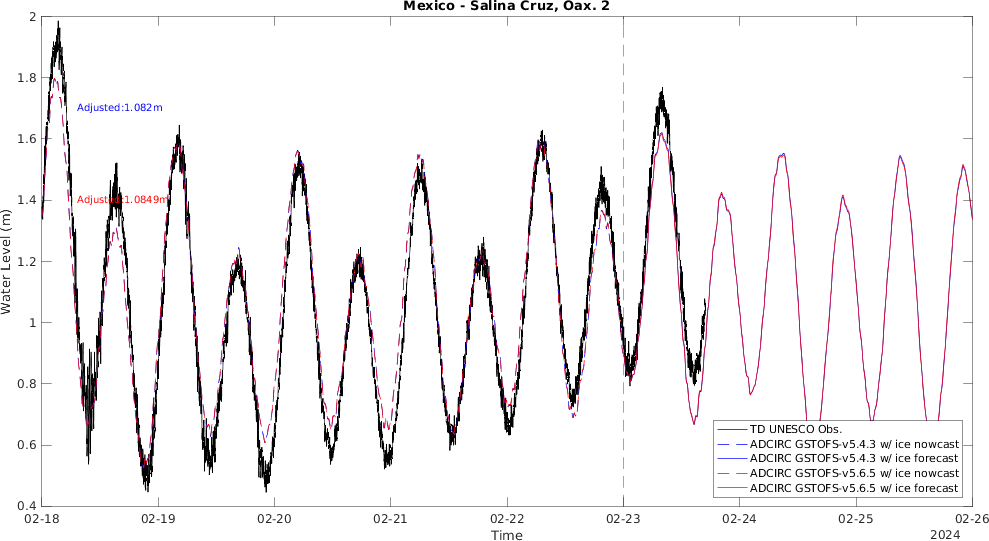 Mexico - Salina Cruz, Oax. 2
Water Level (m)
2
1.8
1.6
1.4
1.2
1
0.8
0.6
0.4
Adjusted:1.082m
Adjusted:1.0849m
TD UNESCO Obs.
ADCIRC GSTOFS-v5.4.3 w/ ice nowcast
ADCIRC GSTOFS-v5.4.3 w/ ice forecast
ADCIRC GSTOFS-v5.6.5 w/ ice nowcast
ADCIRC GSTOFS-v5.6.5 w/ ice forecast
02-18 02-19 02-20 02-21 02-22 02-23 02-24 02-25 02-26
Time
2024